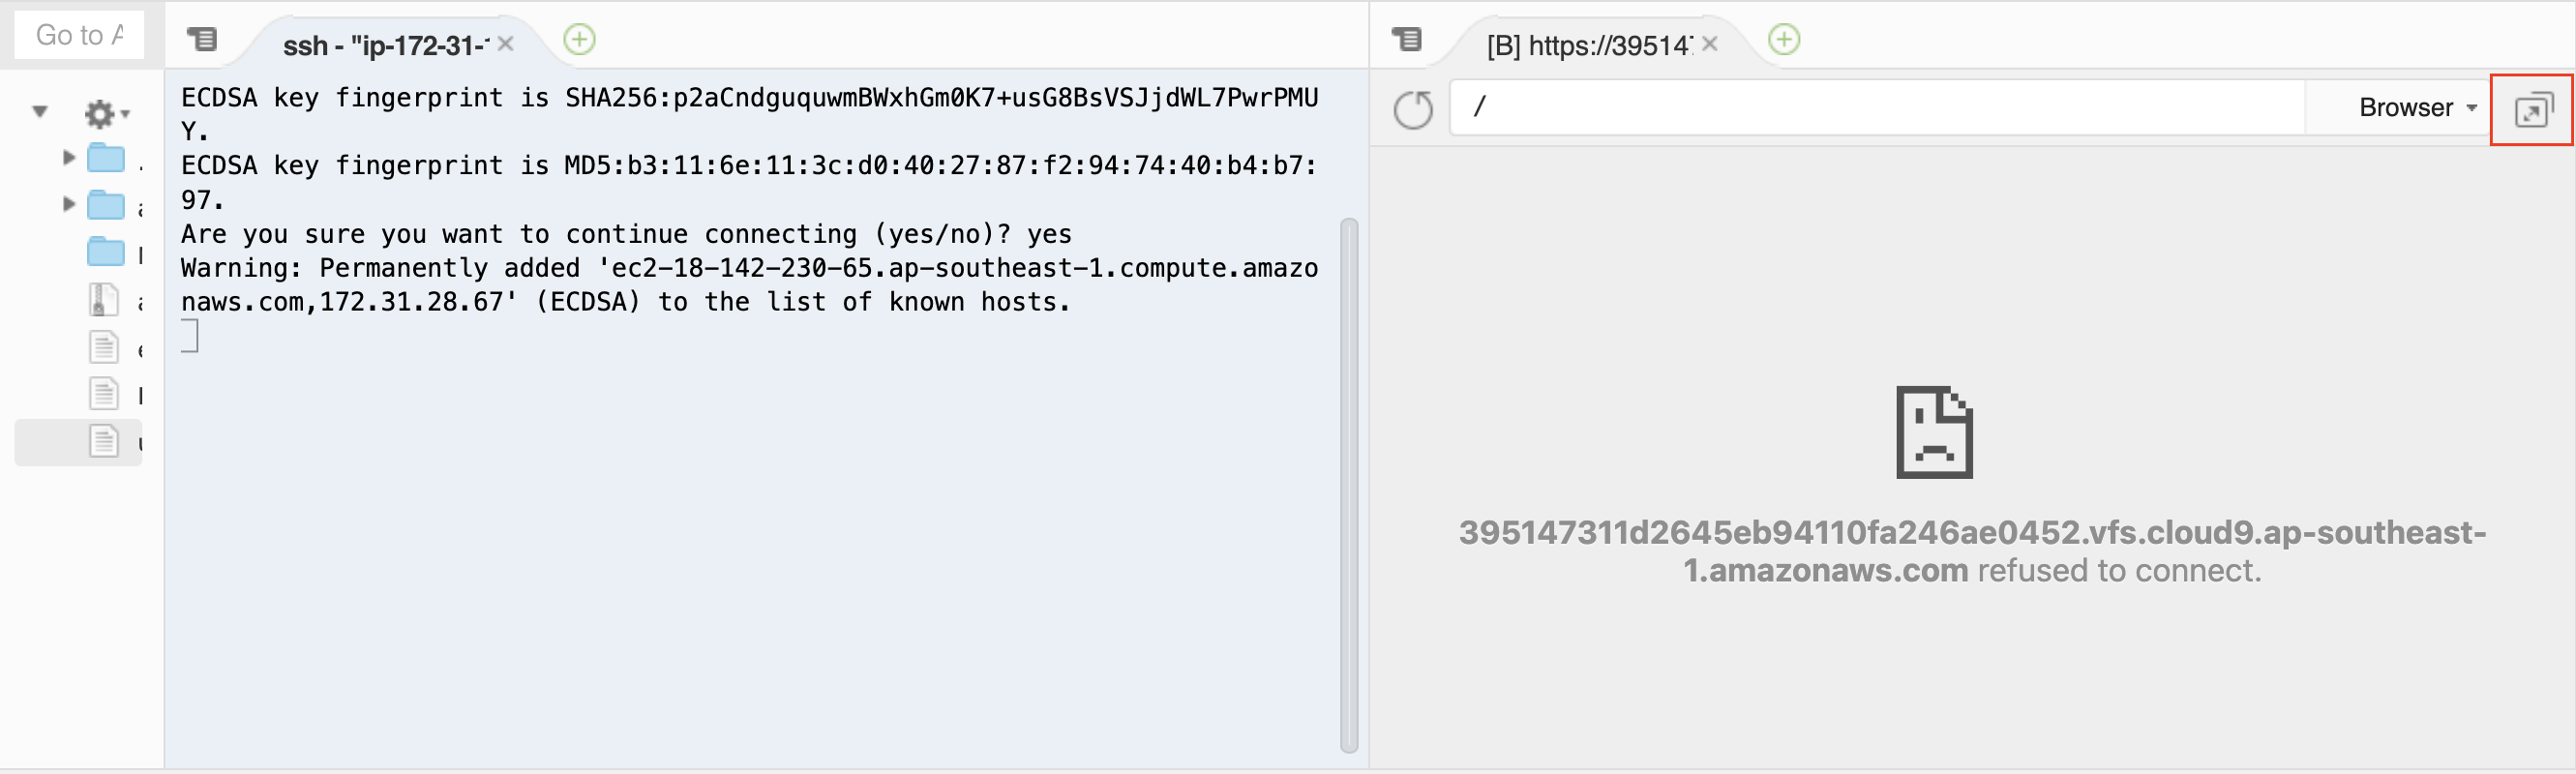 Go to A
ssh - "ip-172-31-
[B] https://39514
ECDSA key fingerprint is SHA256:p2aCndguquwmBWxhGm0K7+usG8BsVSJjdWL7PwrPMU
Y.
ECDSA key fingerprint is MD5:b3:11:6e:11:3c:d0:40:27:87:f2:94:74:40:b4:b7:
97.
Are you sure you want to continue connecting (yes/no)? yes
Warning: Permanently added 'ec2-18-142-230-65.ap-southeast-1.compute.amazo
naws.com,172.31.28.67' (ECDSA) to the list of known hosts.
/
Browser
395147311d2645eb94110fa246ae0452.vfs.cloud9.ap-southeast-
1.amazonaws.com refused to connect.